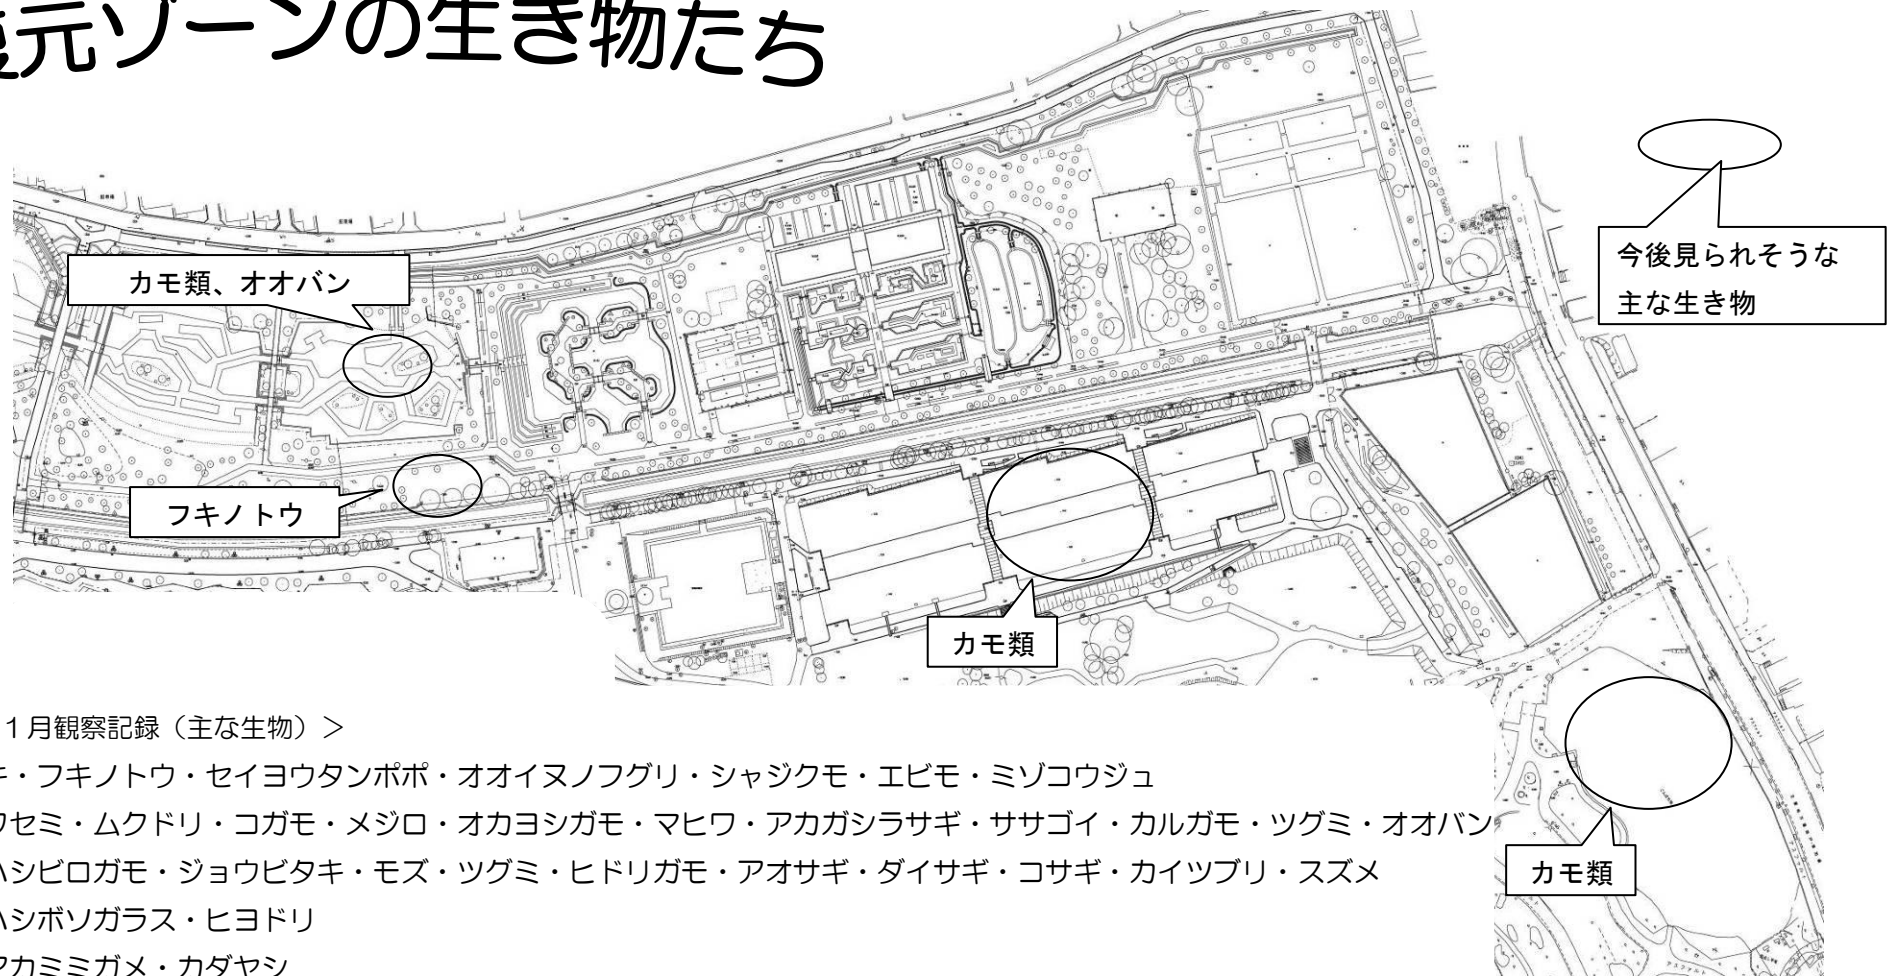 元ゾーンの生き物たち
今後見られそうな
主な生き物
カモ類、オオバン
フキノトウ
カモ類
カモ類
1月観察記録(主な生物)>
・フキノトウ・セイヨウタンポポ・オオイヌノフグリ・シャジクモ・エビモ・ミゾコウジュ
ワセミ・ムクドリ・コガモ・メジロ・オカヨシガモ・マヒワ・アカガシラサギ・ササゴイ・カルガモ・ツグミ・オオバン
ハシビロガモ・ジョウビタキ・モズ・ツグミ・ヒドリガモ・アオサギ・ダイサギ・コサギ・カイツブリ・スズメ
ハシボソガラス・ヒヨドリ
アカミミガメ・カダヤシ